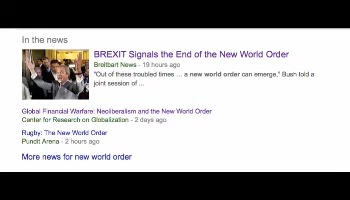 In the news
BREXIT Signals the End of the New World Order
Breitbart News - 19 hours ago
"Out of these troubled times ... a new world order can emerge," Bush told a
joint session of ...
Global Financial Warfare: Neoliberalism and the New World Order
Center for Research on Globalization - 2 days ago
Rugby: The New World Order
Pundit Arena - 2 hours ago
More news for new world order